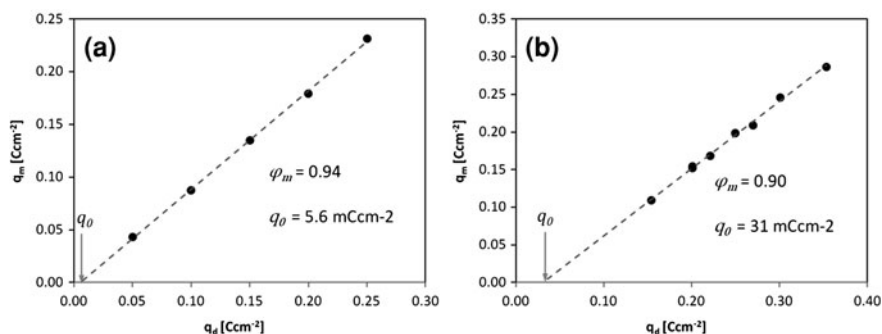 (a)
0.25
0.20
0.15
0.10
0.05
0.00
qm [Ccm-2]
φm = 0.94
q0 = 5.6 mCcm-2
q0
0.00 0.05 0.10 0.15 0.20 0.25 0.30
qd [Ccm-2]
(b)
0.35
0.30
0.25
0.20
0.15
0.10
0.05
0.00
qm [Ccm-2]
φm = 0.90
q0 = 31 mCcm-2
q0
0.00 0.10 0.20 0.30 0.40
qd [Ccm-2]